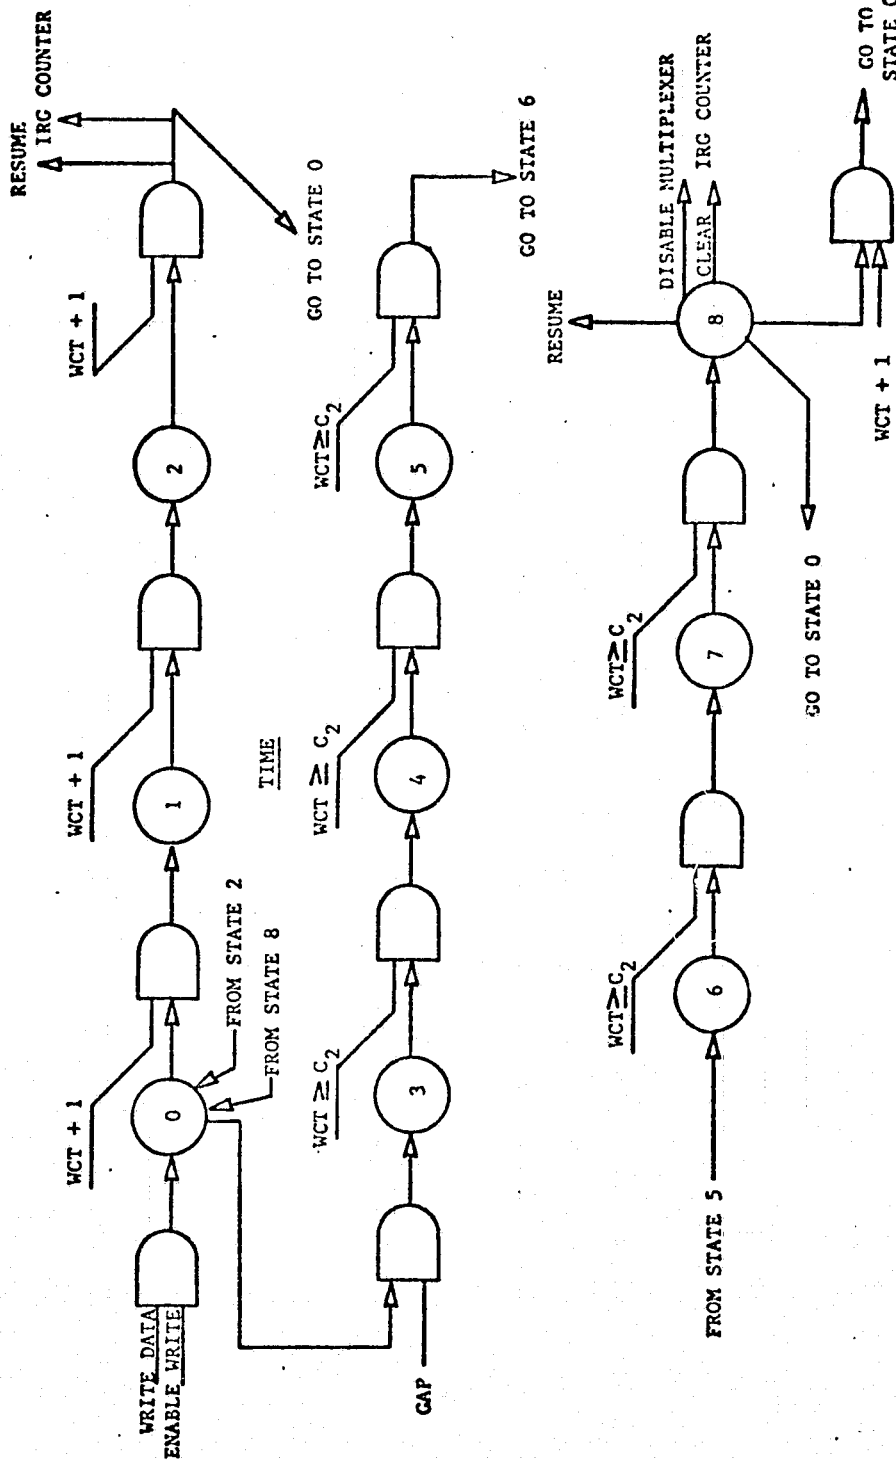 RESUME
IRG COUNTER
WCT + 1
WCT + 1
WCT + 1
WRITE DATA
ENABLE WRITE
0
1
2
FROM STATE 2
FROM STATE 8
GO TO STATE 0
TIME
WCT ≥ C2
WCT ≥ C2
WCT≥C2
GAP
3
4
5
GO TO STATE 6
RESUME
DISABLE MULTIPLEXER
CLEAR
IRG COUNTER
WCT≥C2
WCT≥C2
FROM STATE 5
6
7
8
GO TO STATE 0
WCT + 1
GO TO
STATE